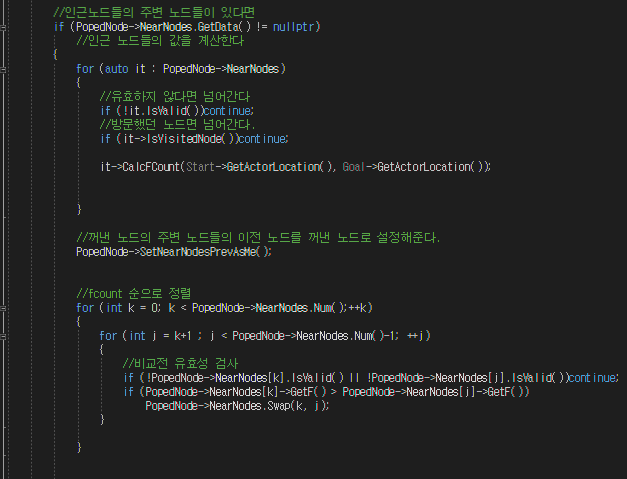 //인근노드들의 주변 노드들이 있다면
if (PopedNode->NearNodes.GetData() != nullptr)
//인근 노드들의 값을 계산한다
{
for (auto it : PopedNode->NearNodes)
{
//유효하지 않다면 넘어간다
if (!it.IsValid())continue;
//방문했던 노드면 넘어간다.
if (it->IsVisitedNode())continue;
it->CalcFCount(Start->GetActorLocation(), Goal->GetActorLocation());
}
//꺼낸 노드의 주변 노드들의 이전 노드를 꺼낸 노드로 설정해준다.
PopedNode->SetNearNodesPrevAsMe();
//fcount 순으로 정렬
for (int k = 0; k < PopedNode->NearNodes.Num();++k)
{
for (int j = k+1 ; j < PopedNode->NearNodes.Num()-1; ++j)
{
//비교전 유효성 검사
if (!PopedNode->NearNodes[k].IsValid() || !PopedNode->NearNodes[j].IsValid())continue;
if (PopedNode->NearNodes[k]->GetF() > PopedNode->NearNodes[j]->GetF())
PopedNode->NearNodes.Swap(k, j);
}
}